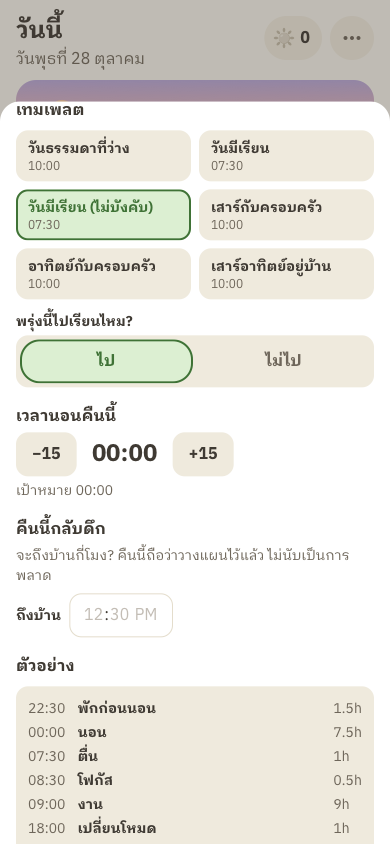 วันนี้
วันพุธที่ 28 ตุลาคม
0
เทมเพลต
วันธรรมดาที่ว่าง
10:00
วันมีเรียน
07:30
วันมีเรียน (ไม่บังคับ)
07:30
เสาร์กับครอบครัว
10:00
อาทิตย์กับครอบครัว
10:00
เสาร์อาทิตย์อยู่บ้าน
10:00
พรุ่งนี้ไปเรียนไหม?
ไป
ไม่ไป
เวลานอนคืนนี้
−15
00:00
+15
เป้าหมาย 00:00
คืนนี้กลับดึก
จะถึงบ้านกี่โมง? คืนนี้ถือว่าวางแผนไว้แล้ว ไม่นับเป็นการ
พลาด
ถึงบ้าน 12:30 PM
ตัวอย่าง
22:30 พักก่อนนอน 1.5h
00:00 นอน 7.5h
07:30 ตื่น 1h
08:30 โฟกัส 0.5h
09:00 งาน 9h
18:00 เปลี่ยนโหมด 1h